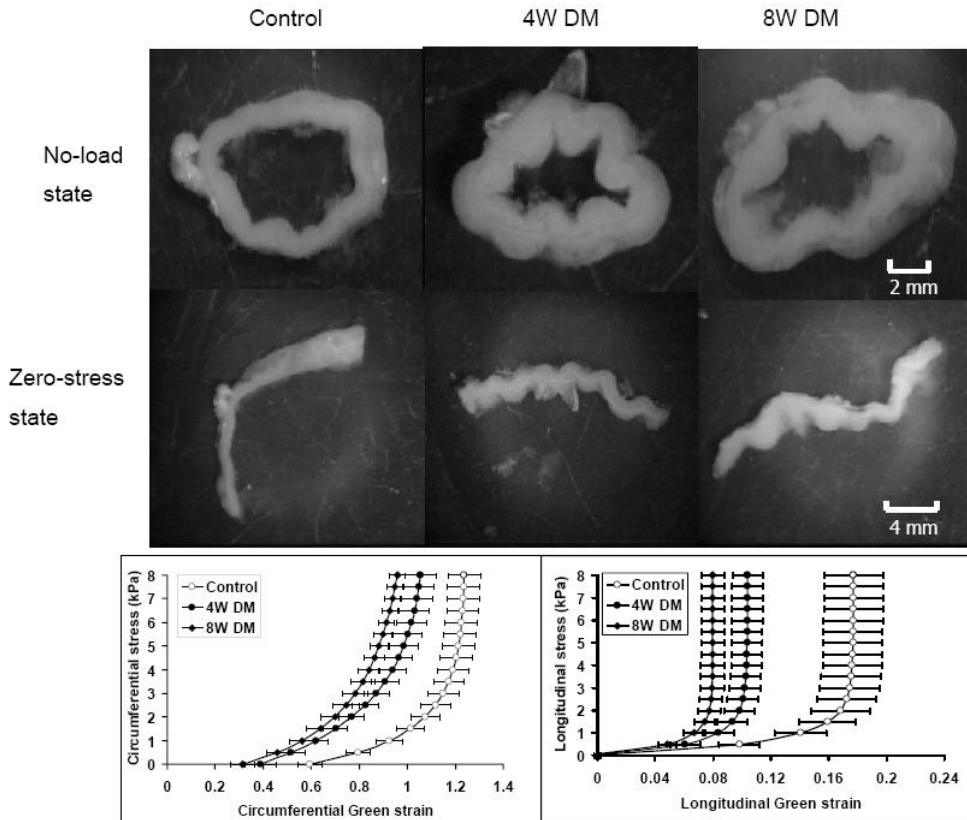 Control 4W DM 8W DM
No-load
state
2 mm
Zero-stress
state
4 mm
Circumferential stress (kPa)
8
7
6
5
4
3
2
1
0
Control
4W DM
8W DM
0 0.2 0.4 0.6 0.8 1 1.2 1.4
Circumferential Green strain
Longitudinal stress (kPa)
8
7
6
5
4
3
2
1
0
Control
4W DM
8W DM
0 0.04 0.08 0.12 0.16 0.2 0.24
Longitudinal Green strain